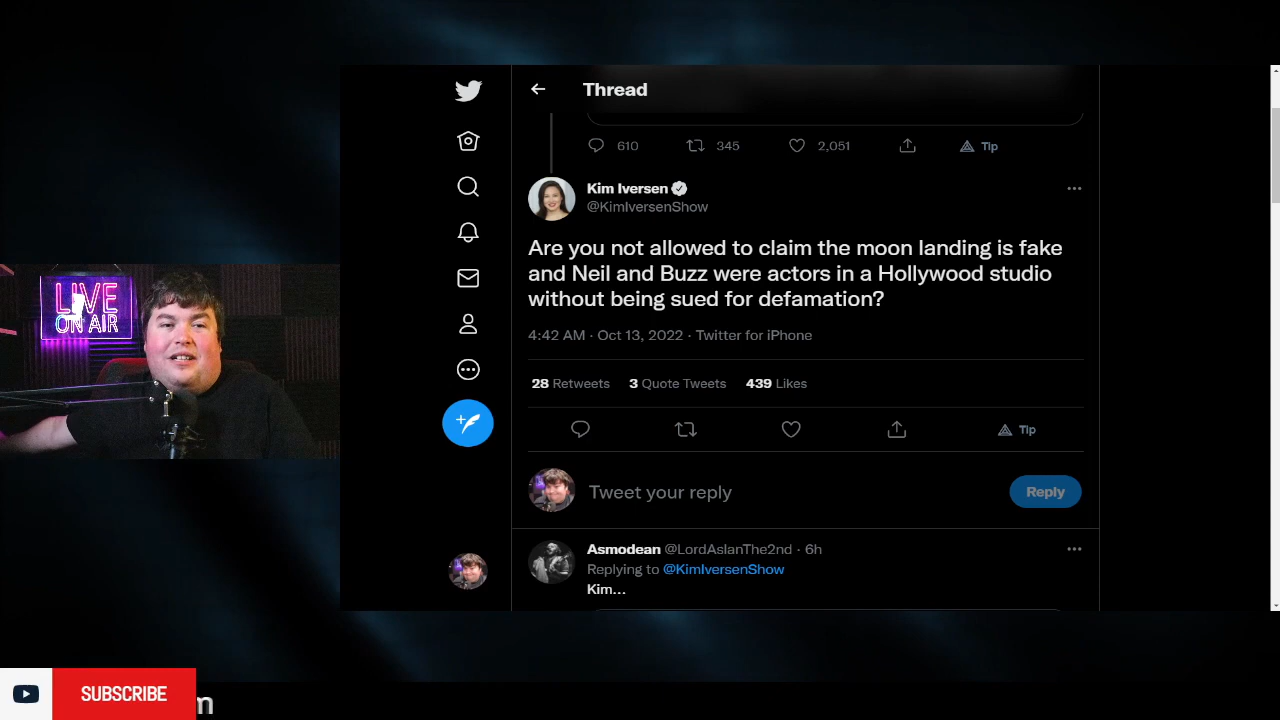 Thread
610
345
2,051
Tip
Kim Iversen
@KimIversenShow
Are you not allowed to claim the moon landing is fake
and Neil and Buzz were actors in a Hollywood studio
without being sued for defamation?
4:42 AM · Oct 13, 2022 · Twitter for iPhone
28 Retweets 3 Quote Tweets 439 Likes
Tip
Tweet your reply
Reply
Asmodean @LordAslanThe2nd · 6h
Replying to @KimIversenShow
Kim...
LIVE
ON AIR
SUBSCRIBE
m